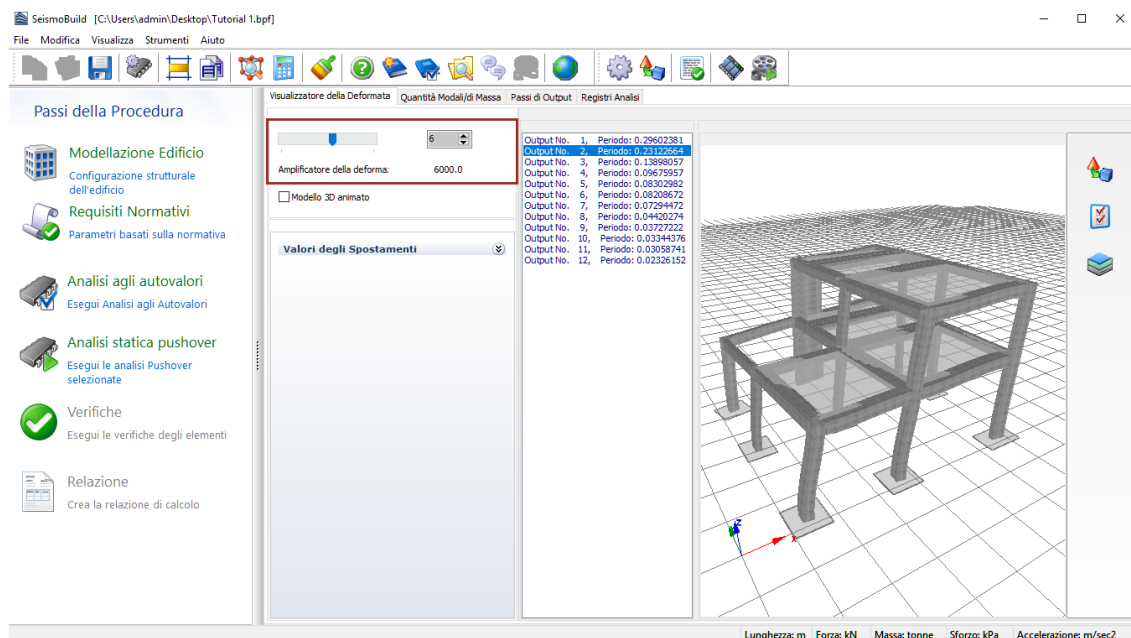 SeismoBuild [C:\Users\admin\Desktop\Tutorial 1.bpf]
File Modifica Visualizza Strumenti Aiuto
Passi della Procedura
Modellazione Edificio
Configurazione strutturale
dell'edificio
Requisiti Normativi
Parametri basati sulla normativa
Analisi agli autovalori
Esegui Analisi agli Autovalori
Analisi statica pushover
Esegui le analisi Pushover
selezionate
Verifiche
Esegui le verifiche degli elementi
Relazione
Crea la relazione di calcolo
Visualizzatore della Deformata Quantità Modali/di Massa Passi di Output Registri Analisi
6
Amplificatore della deforma: 6000.0
Modello 3D animato
Valori degli Spostamenti
Output No. 1, Periodo: 0.29602381
Output No. 2, Periodo: 0.23122664
Output No. 3, Periodo: 0.13898057
Output No. 4, Periodo: 0.09675957
Output No. 5, Periodo: 0.08302982
Output No. 6, Periodo: 0.08208672
Output No. 7, Periodo: 0.07294472
Output No. 8, Periodo: 0.04420274
Output No. 9, Periodo: 0.03727222
Output No. 10, Periodo: 0.03344376
Output No. 11, Periodo: 0.03058741
Output No. 12, Periodo: 0.02326152
z
x
Lunghezza: m Forza: kN Massa: tonne Sforzo: kPa Accelerazione: m/sec2